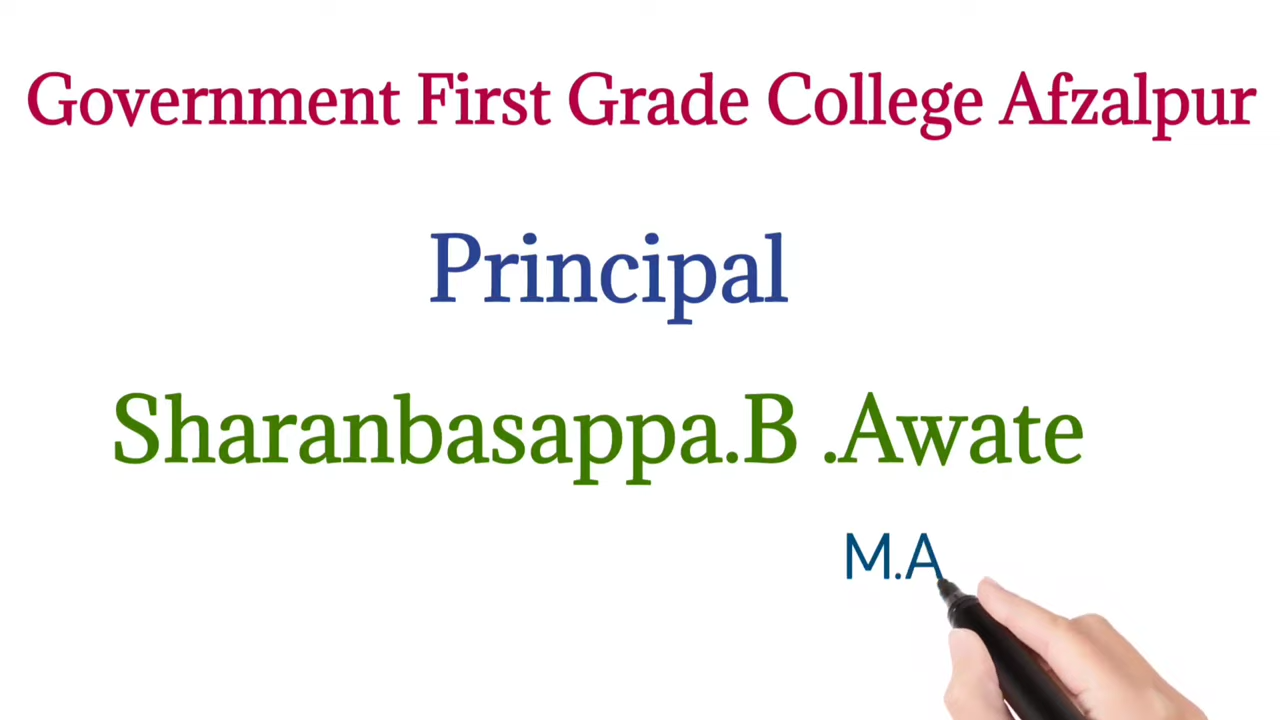 Government First Grade College Afzalpur
Principal
Sharanbasappa.B .Awate
M.A